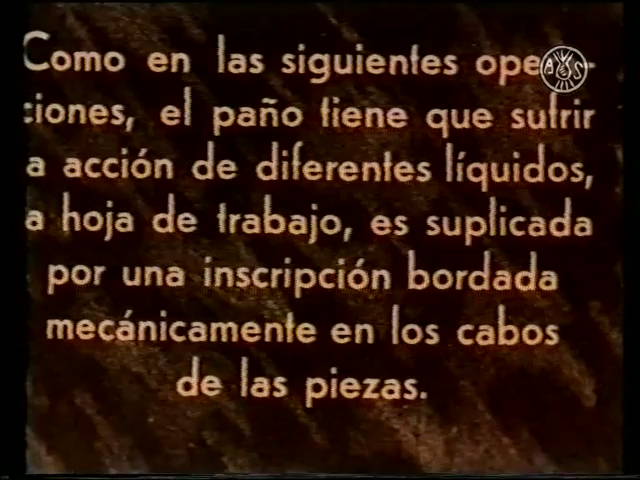 Como en las siguientes ope-
ciones, el paño tiene que sufrir
a acción de diferentes líquidos,
a hoja de trabajo, es suplicada
por una inscripción bordada
mecánicamente en los cabos
de las piezas.
A S